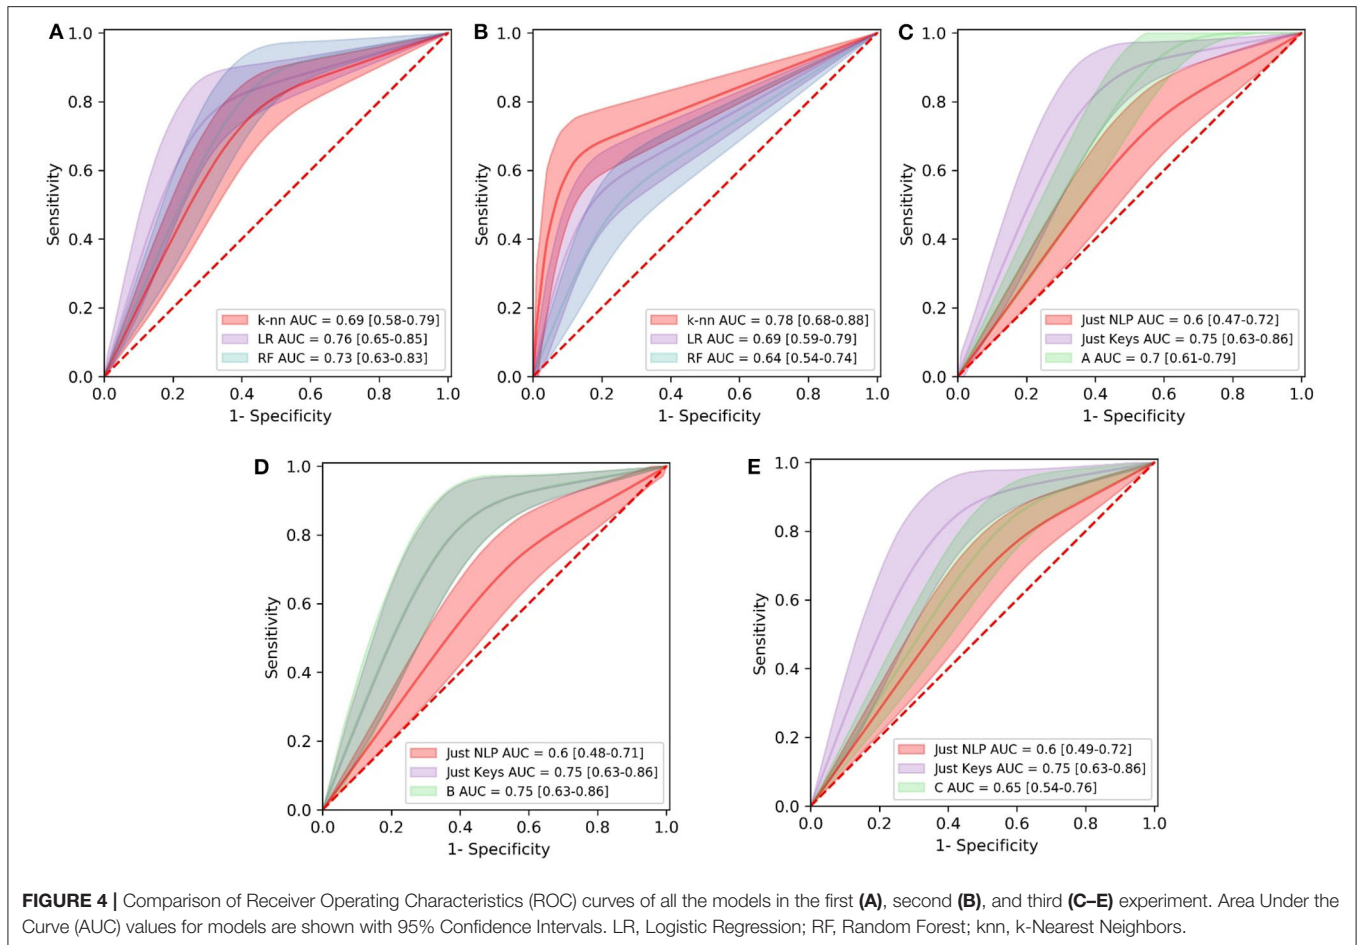 A
1.0
0.8
0.6
0.4
0.2
0.0
Sensitivity
k-nn AUC = 0.69 [0.58-0.79]
LR AUC = 0.76 [0.65-0.85]
RF AUC = 0.73 [0.63-0.83]
0.0 0.2 0.4 0.6 0.8 1.0
1- Specificity
B
1.0
0.8
0.6
0.4
0.2
0.0
Sensitivity
k-nn AUC = 0.78 [0.68-0.88]
LR AUC = 0.69 [0.59-0.79]
RF AUC = 0.64 [0.54-0.74]
0.0 0.2 0.4 0.6 0.8 1.0
1- Specificity
C
1.0
0.8
0.6
0.4
0.2
0.0
Sensitivity
Just NLP AUC = 0.6 [0.47-0.72]
Just Keys AUC = 0.75 [0.63-0.86]
A AUC = 0.7 [0.61-0.79]
0.0 0.2 0.4 0.6 0.8 1.0
1- Specificity
D
1.0
0.8
0.6
0.4
0.2
0.0
Sensitivity
Just NLP AUC = 0.6 [0.48-0.71]
Just Keys AUC = 0.75 [0.63-0.86]
B AUC = 0.75 [0.63-0.86]
0.0 0.2 0.4 0.6 0.8 1.0
1- Specificity
E
1.0
0.8
0.6
0.4
0.2
0.0
Sensitivity
Just NLP AUC = 0.6 [0.49-0.72]
Just Keys AUC = 0.75 [0.63-0.86]
C AUC = 0.65 [0.54-0.76]
0.0 0.2 0.4 0.6 0.8 1.0
1- Specificity
FIGURE 4 | Comparison of Receiver Operating Characteristics (ROC) curves of all the models in the first (A), second (B), and third (C–E) experiment. Area Under the
Curve (AUC) values for models are shown with 95% Confidence Intervals. LR, Logistic Regression; RF, Random Forest; knn, k-Nearest Neighbors.